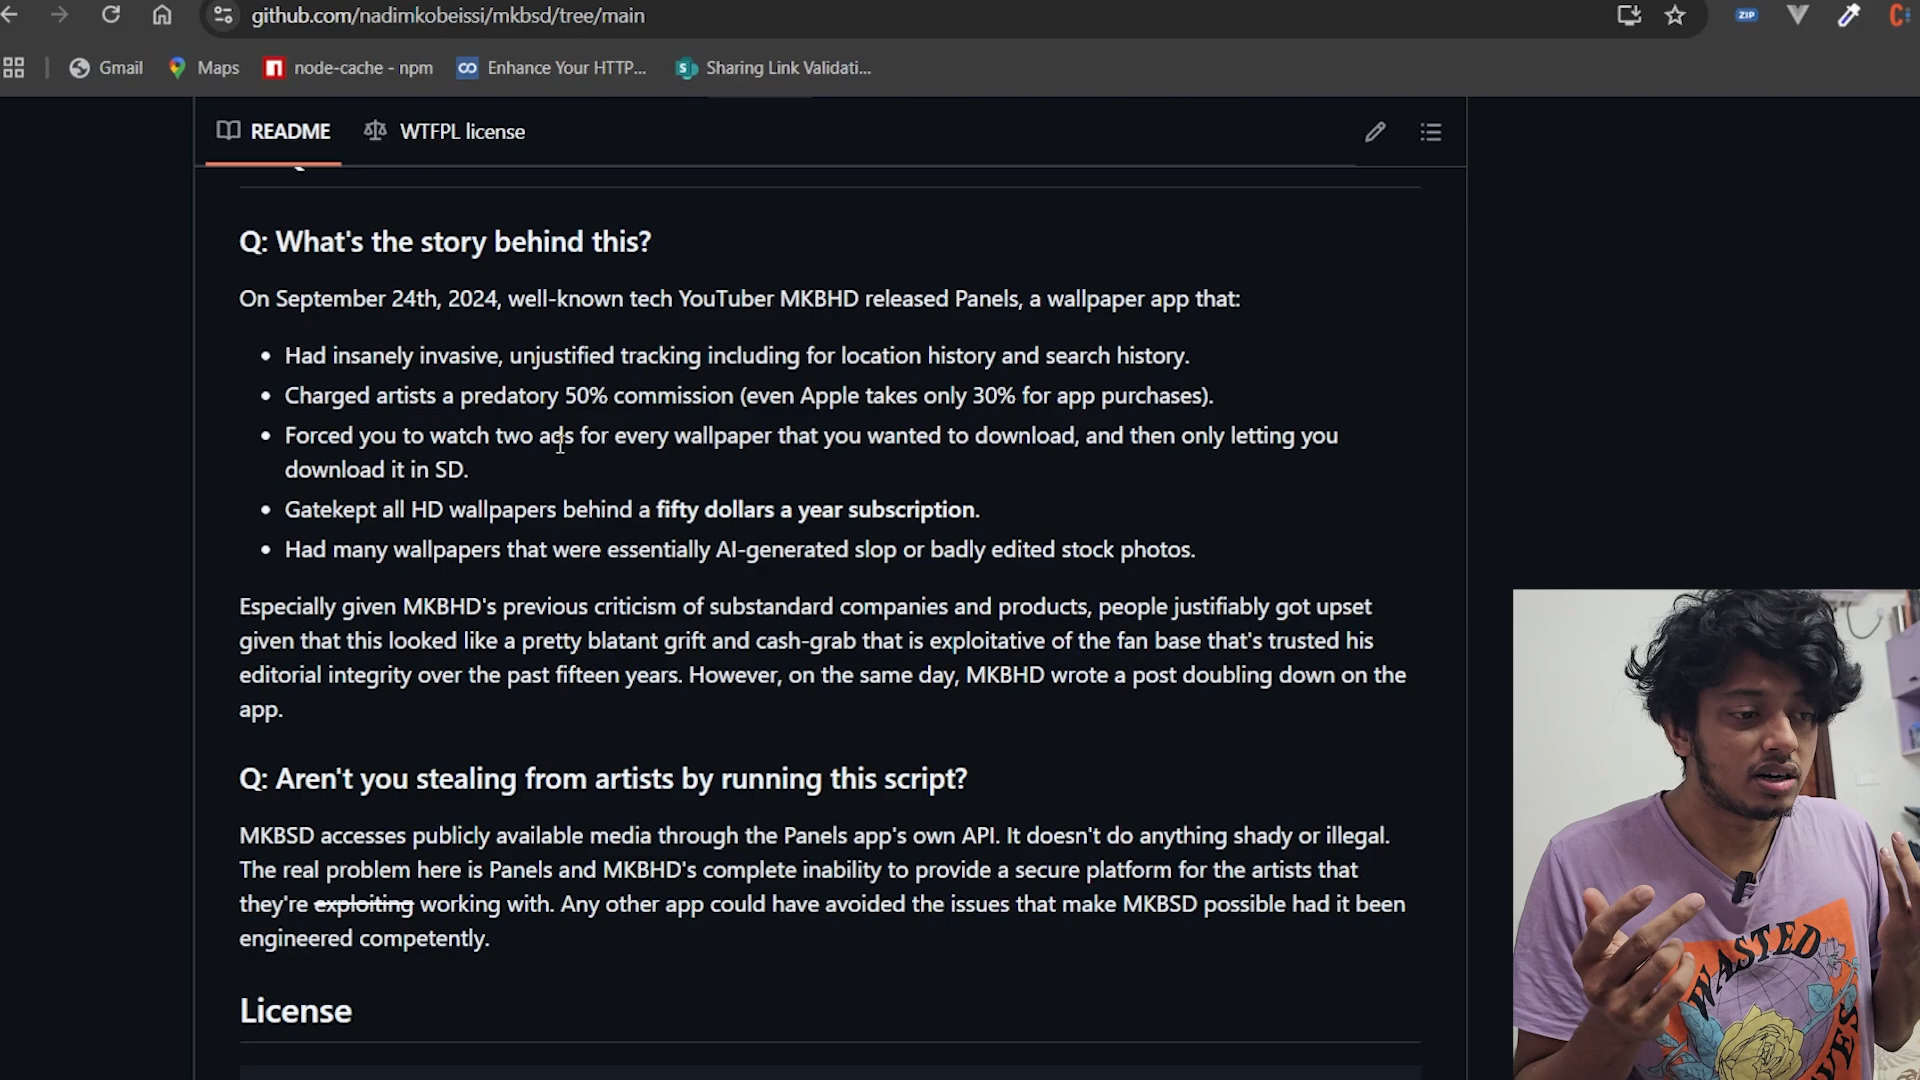 github.com/nadimkobeissi/mkbsd/tree/main
ZIP
Gmail
Maps
node-cache - npm
Enhance Your HTTP...
Sharing Link Validati...
README
WTFPL license
Q: What's the story behind this?
On September 24th, 2024, well-known tech YouTuber MKBHD released Panels, a wallpaper app that:
• Had insanely invasive, unjustified tracking including for location history and search history.
• Charged artists a predatory 50% commission (even Apple takes only 30% for app purchases).
• Forced you to watch two ads for every wallpaper that you wanted to download, and then only letting you
download it in SD.
• Gatekept all HD wallpapers behind a fifty dollars a year subscription.
• Had many wallpapers that were essentially AI-generated slop or badly edited stock photos.
Especially given MKBHD's previous criticism of substandard companies and products, people justifiably got upset
given that this looked like a pretty blatant grift and cash-grab that is exploitative of the fan base that's trusted his
editorial integrity over the past fifteen years. However, on the same day, MKBHD wrote a post doubling down on the
app.
Q: Aren't you stealing from artists by running this script?
MKBSD accesses publicly available media through the Panels app's own API. It doesn't do anything shady or illegal.
The real problem here is Panels and MKBHD's complete inability to provide a secure platform for the artists that
they're exploiting working with. Any other app could have avoided the issues that make MKBSD possible had it been
engineered competently.
License
WASTED